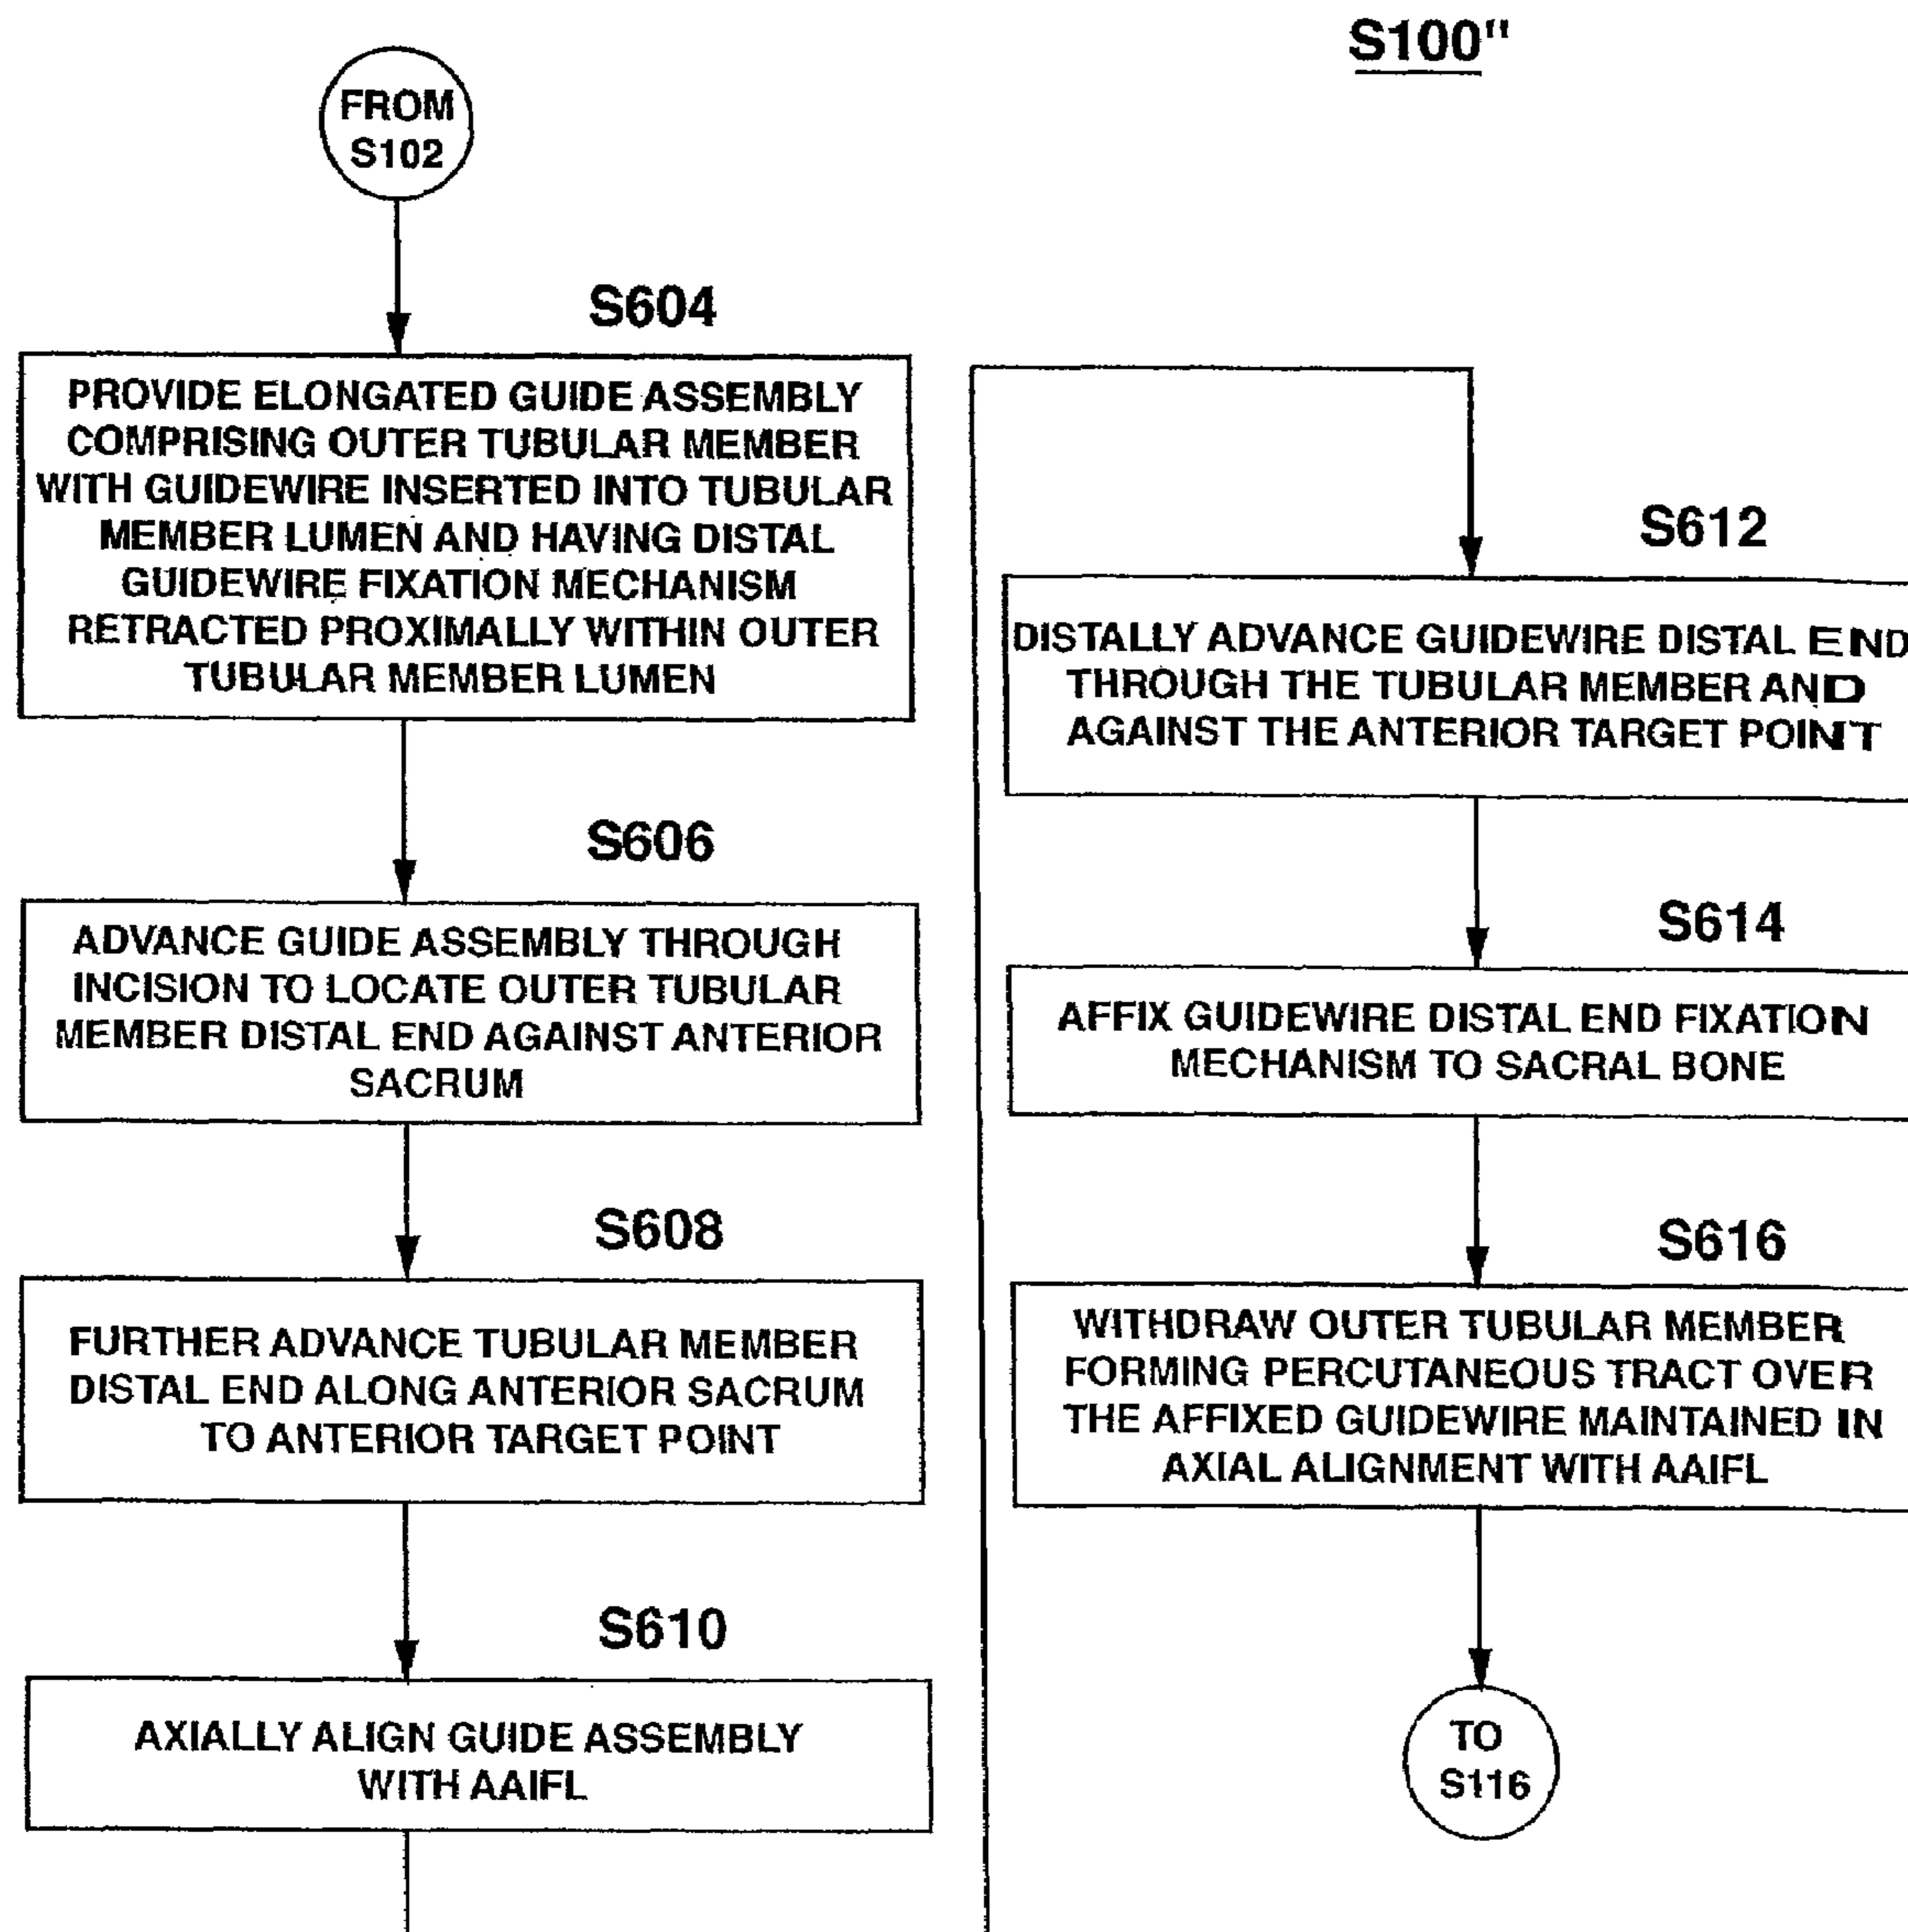 S100"
FROM
S102
S604
PROVIDE ELONGATED GUIDE ASSEMBLY
COMPRISING OUTER TUBULAR MEMBER
WITH GUIDEWIRE INSERTED INTO TUBULAR
MEMBER LUMEN AND HAVING DISTAL
GUIDEWIRE FIXATION MECHANISM
RETRACTED PROXIMALLY WITHIN OUTER
TUBULAR MEMBER LUMEN
S606
ADVANCE GUIDE ASSEMBLY THROUGH
INCISION TO LOCATE OUTER TUBULAR
MEMBER DISTAL END AGAINST ANTERIOR
SACRUM
S608
FURTHER ADVANCE TUBULAR MEMBER
DISTAL END ALONG ANTERIOR SACRUM
TO ANTERIOR TARGET POINT
S610
AXIALLY ALIGN GUIDE ASSEMBLY
WITH AAIFL
S612
DISTALLY ADVANCE GUIDEWIRE DISTAL END
THROUGH THE TUBULAR MEMBER AND
AGAINST THE ANTERIOR TARGET POINT
S614
AFFIX GUIDEWIRE DISTAL END FIXATION
MECHANISM TO SACRAL BONE
S616
WITHDRAW OUTER TUBULAR MEMBER
FORMING PERCUTANEOUS TRACT OVER
THE AFFIXED GUIDEWIRE MAINTAINED IN
AXIAL ALIGNMENT WITH AAIFL
TO
S116